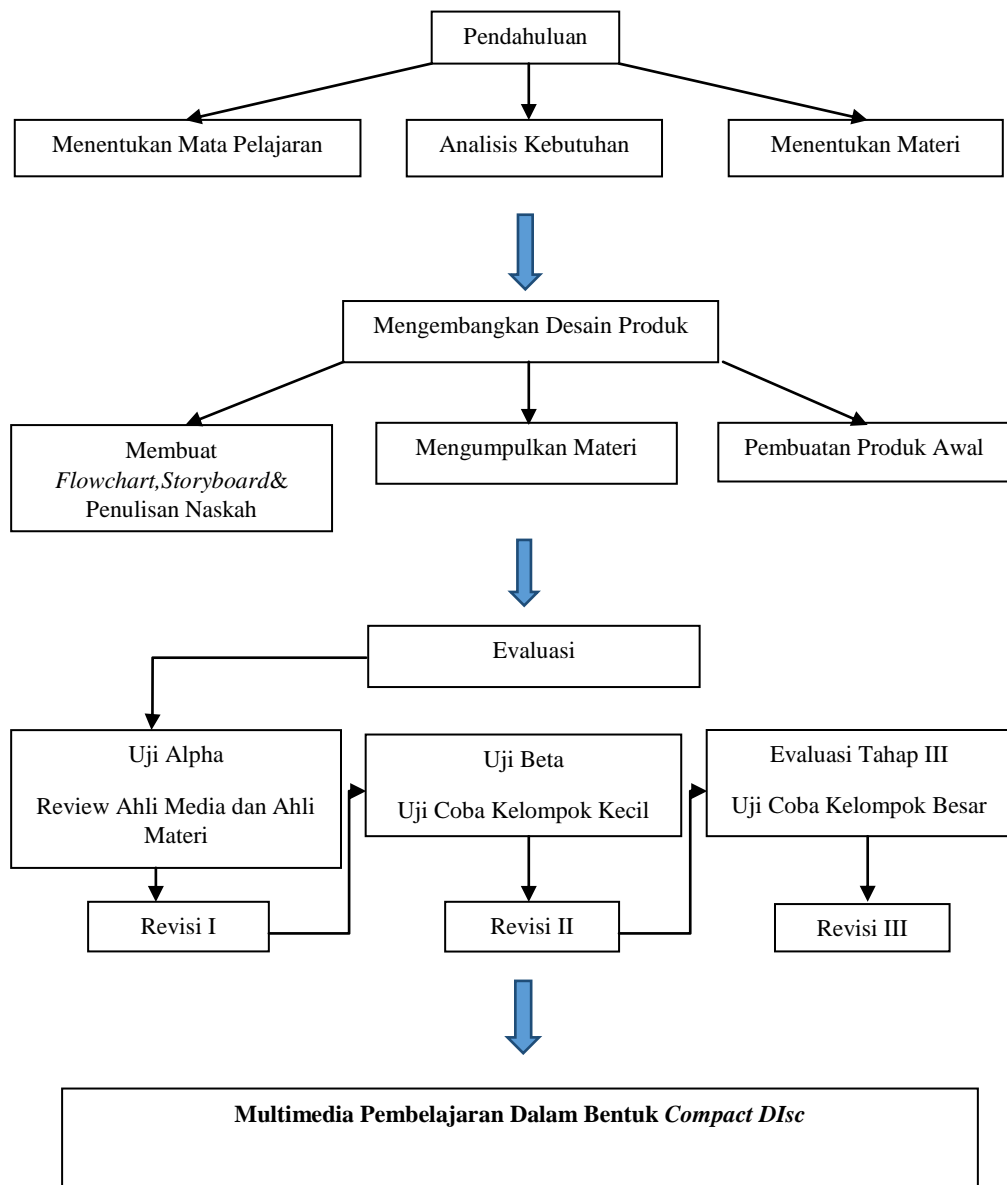 Pendahuluan
Menentukan Mata Pelajaran
Analisis Kebutuhan
Menentukan Materi
Mengembangkan Desain Produk
Membuat
Flowchart,Storyboard&
Penulisan Naskah
Mengumpulkan Materi
Pembuatan Produk Awal
Evaluasi
Uji Alpha
Review Ahli Media dan Ahli
Materi
Uji Beta
Uji Coba Kelompok Kecil
Evaluasi Tahap III
Uji Coba Kelompok Besar
Revisi I
Revisi II
Revisi III
Multimedia Pembelajaran Dalam Bentuk Compact DIsc